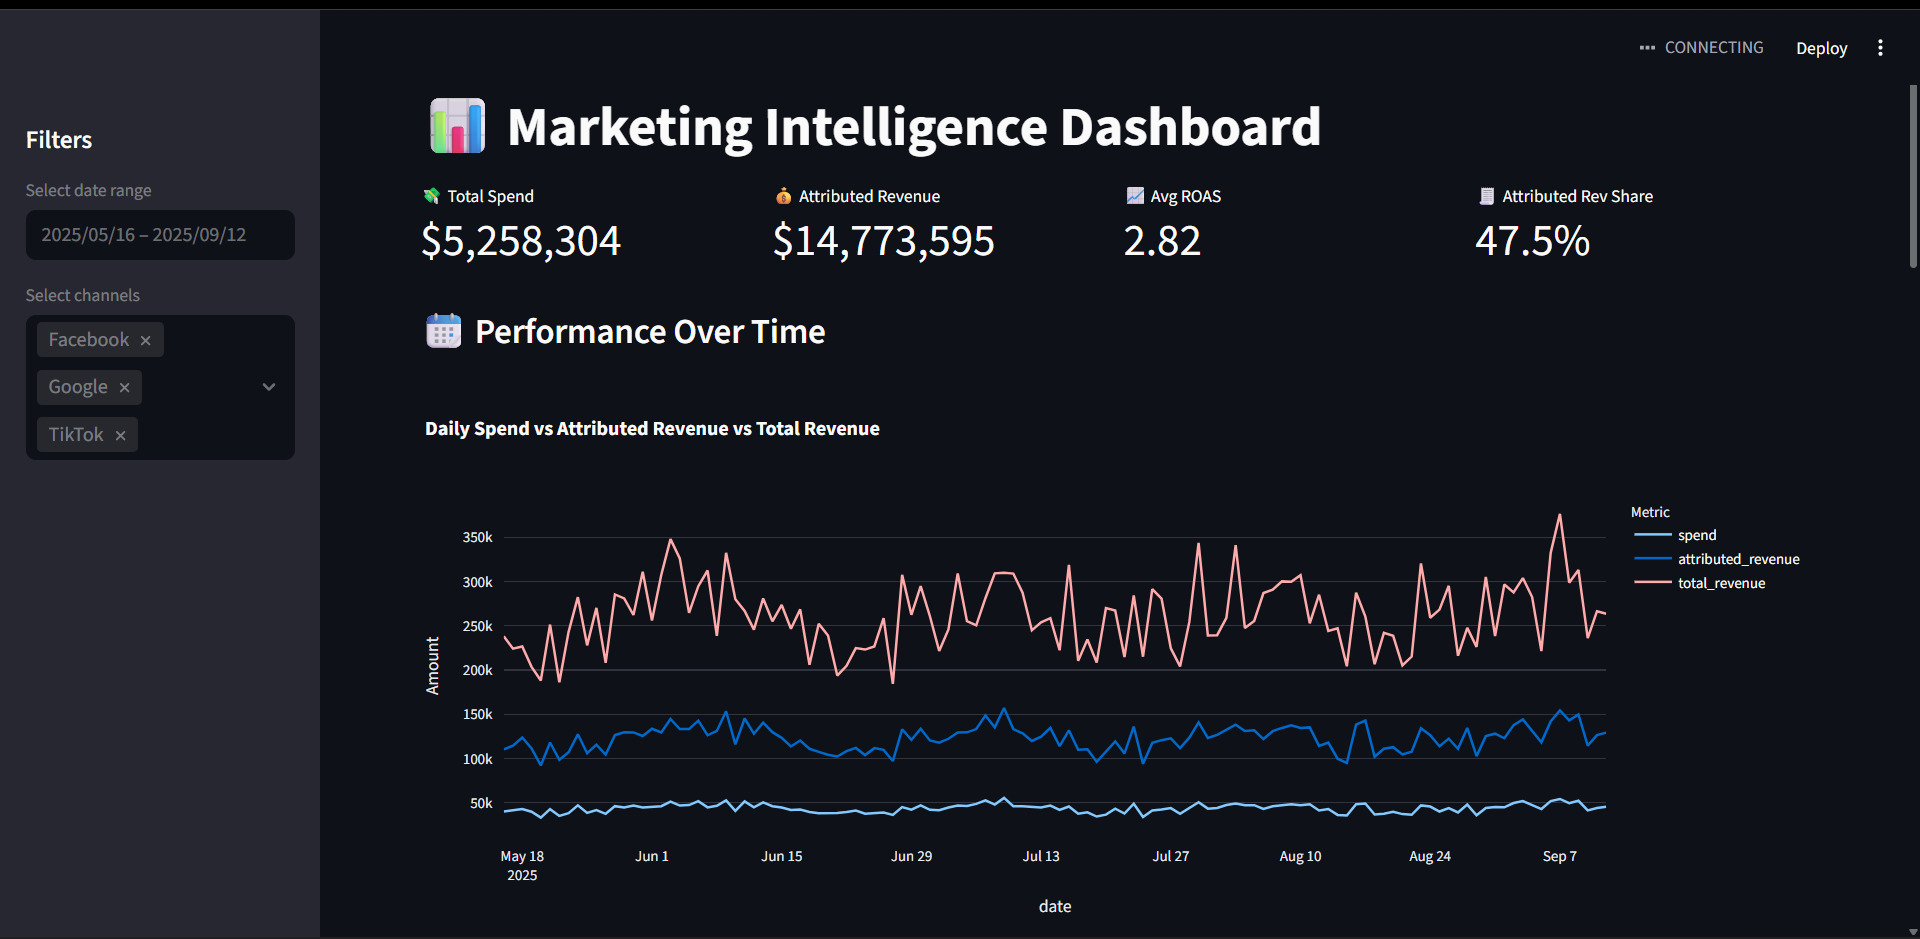 CONNECTING Deploy
Filters
Select date range
2025/05/16 – 2025/09/12
Select channels
Facebook ×
Google ×
TikTok ×
Marketing Intelligence Dashboard
Total Spend
$5,258,304
Attributed Revenue
$14,773,595
Avg ROAS
2.82
Attributed Rev Share
47.5%
Performance Over Time
Daily Spend vs Attributed Revenue vs Total Revenue
Amount
350k
300k
250k
200k
150k
100k
50k
May 18
2025
Jun 1
Jun 15
Jun 29
Jul 13
Jul 27
Aug 10
Aug 24
Sep 7
date
Metric
spend
attributed_revenue
total_revenue